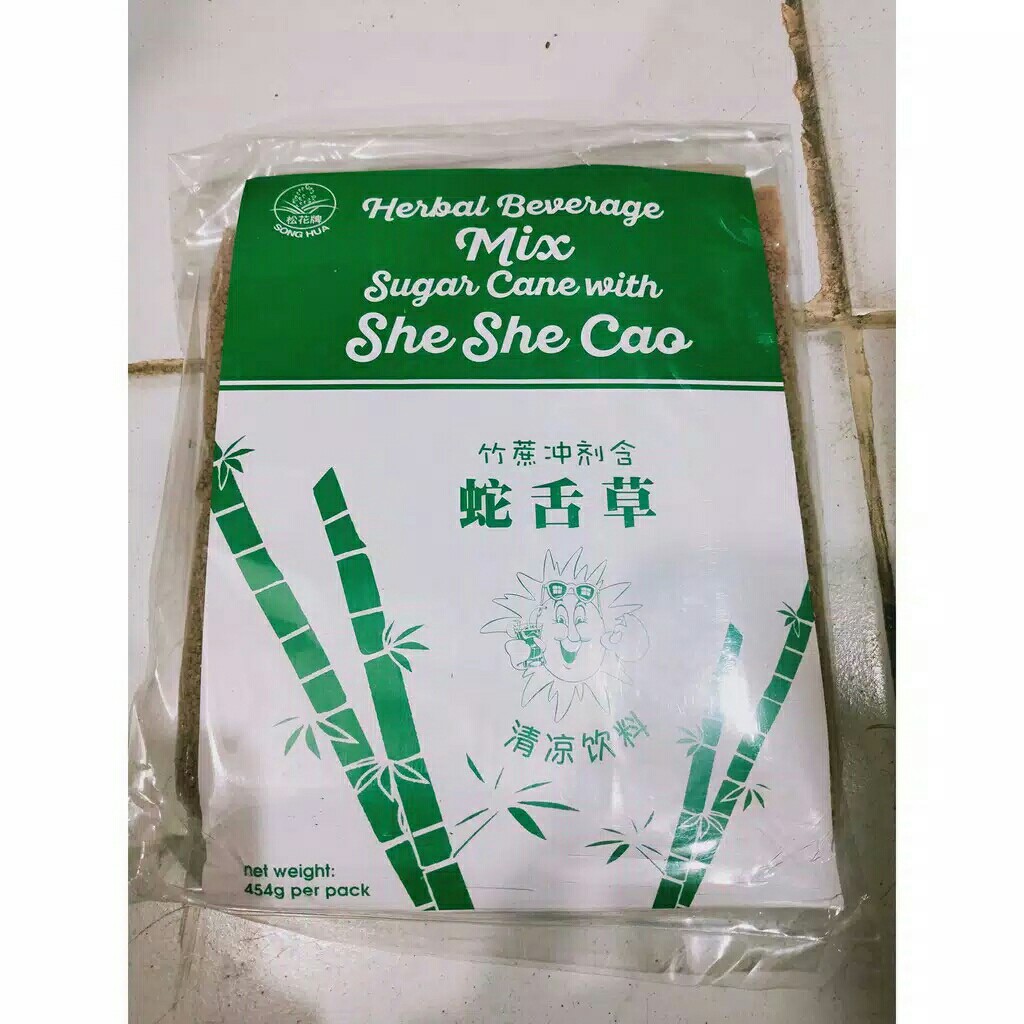 松花牌
SONG HUA
Herbal Beverage
Mix
Sugar Cane with
She She Cao
竹蔗冲剂含
蛇舌草
清凉饮料
net weight:
454g per pack